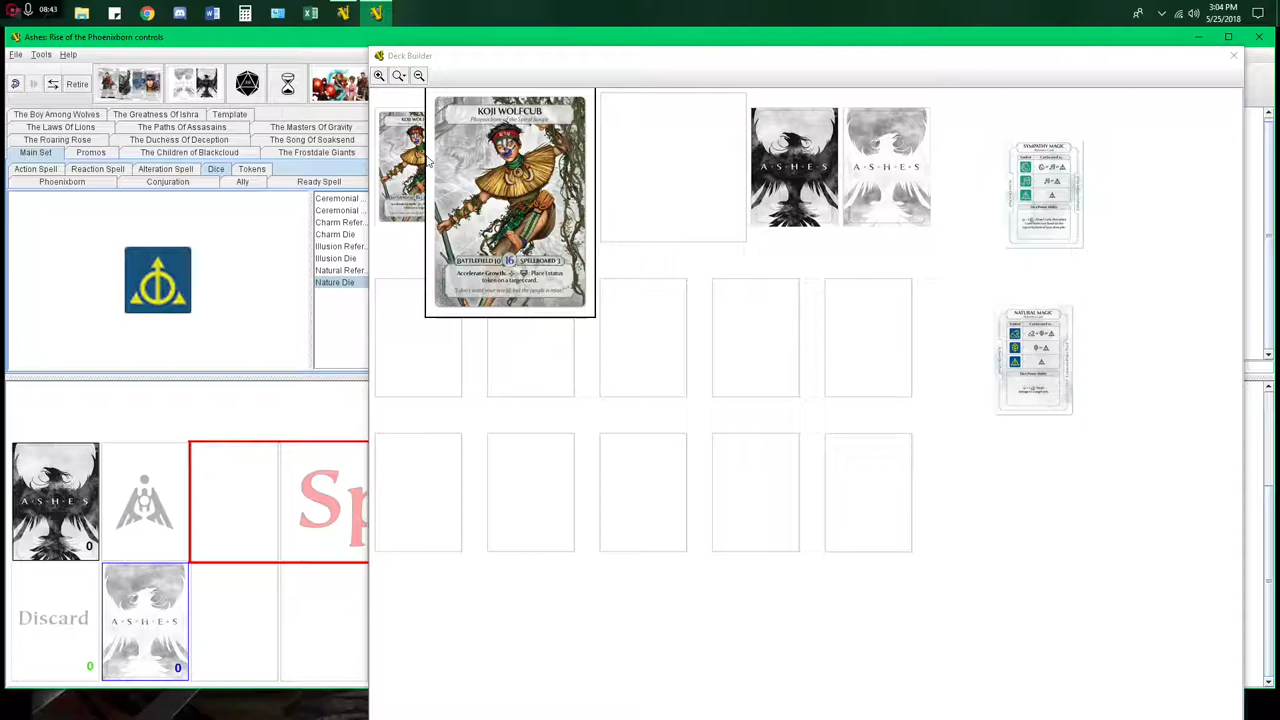 08:43
3:04 PM
5/25/2018
Ashes: Rise of the Phoenixborn controls
File Tools Help
Deck Builder
Retire
The Boy Among Wolves The Greatness Of Ishra Template
The Laws Of Lions The Paths Of Assasains The Masters Of Gravity
The Roaring Rose The Duchess Of Deception The Song Of Soaksend
Main Set Promos The Children of Blackcloud The Frostdale Giants
Action Spell Reaction Spell Alteration Spell Dice Tokens
Phoenixborn Conjuration Ally Ready Spell
Ceremonial ...
Ceremonial ...
Charm Refer...
Charm Die
Illusion Refer...
Illusion Die
Natural Refer...
Nature Die
KOJI WOLF
KOJI WOLFCUB
Phoenixborn of the Spiral Jungle
BATTLEFIELD 10 16 SPELLBOARD 3
Accelerate Growth: Place 1 status
token on a target card.
A·S·H·E·S
A·S·H·E·S
SYMPATHY MAGIC
NATURAL MAGIC
A·S·H·E·S
0
Sp
Discard
0
A·S·H·E·S
0